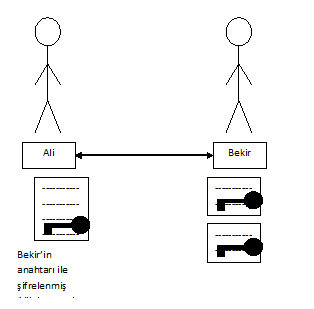 Ali
Bekir
Bekir'in
anahtarı ile
şifrelenmiş